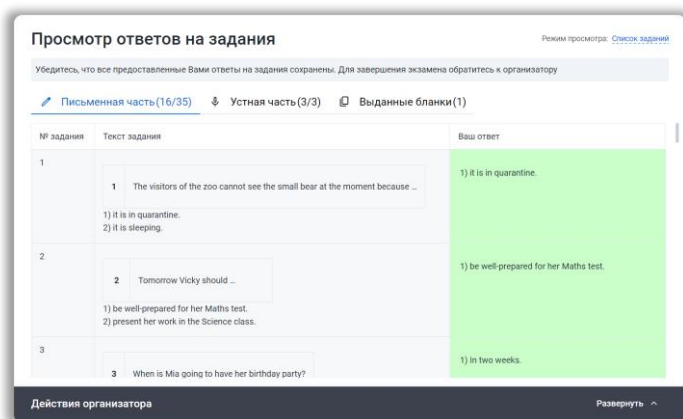 Просмотр ответов на задания
Режим просмотра: Список заданий
Убедитесь, что все предоставленные Вами ответы на задания сохранены. Для завершения экзамена обратитесь к организатору
Письменная часть(16/35) Устная часть(3/3) Выданные бланки(1)
№ задания Текст задания Ваш ответ
1
1 The visitors of the zoo cannot see the small bear at the moment because …
1) it is in quarantine.
2) it is sleeping.
1) it is in quarantine.
2
2 Tomorrow Vicky should …
1) be well-prepared for her Maths test.
2) present her work in the Science class.
1) be well-prepared for her Maths test.
3
3 When is Mia going to have her birthday party?
1) In two weeks.
Действия организатора Развернуть